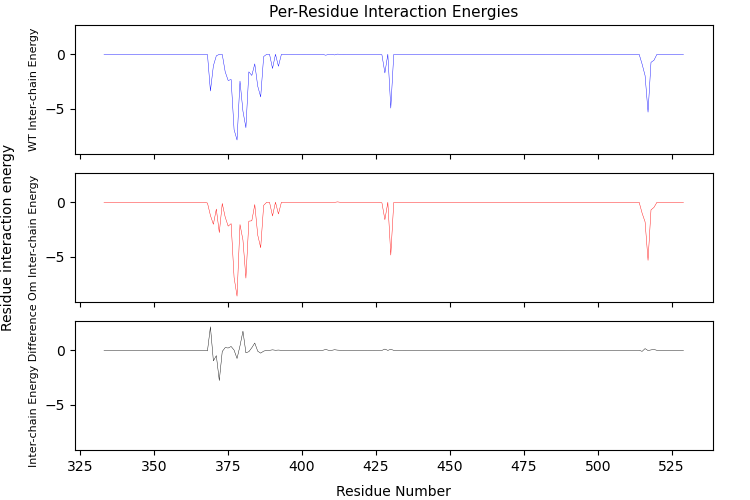 Per-Residue Interaction Energies
Residue interaction energy
WT Inter-chain Energy
0
−5
Om Inter-chain Energy
0
−5
Inter-chain Energy Difference
0
−5
325 350 375 400 425 450 475 500 525
Residue Number